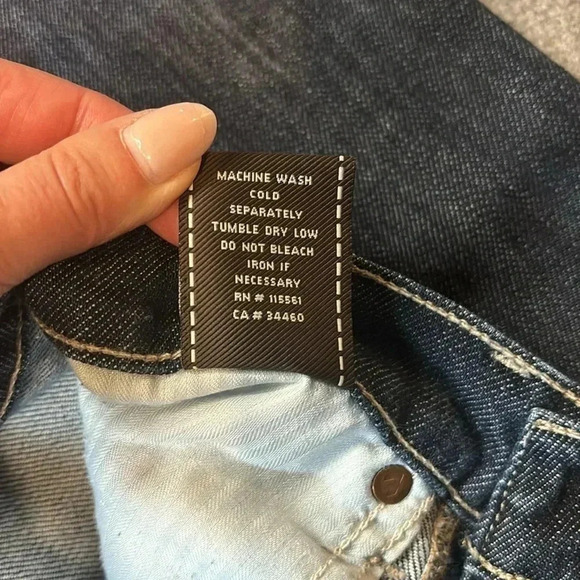 MACHINE WASH
COLD
SEPARATELY
TUMBLE DRY LOW
DO NOT BLEACH
IRON IF
NECESSARY
RN # 115561
CA # 34460